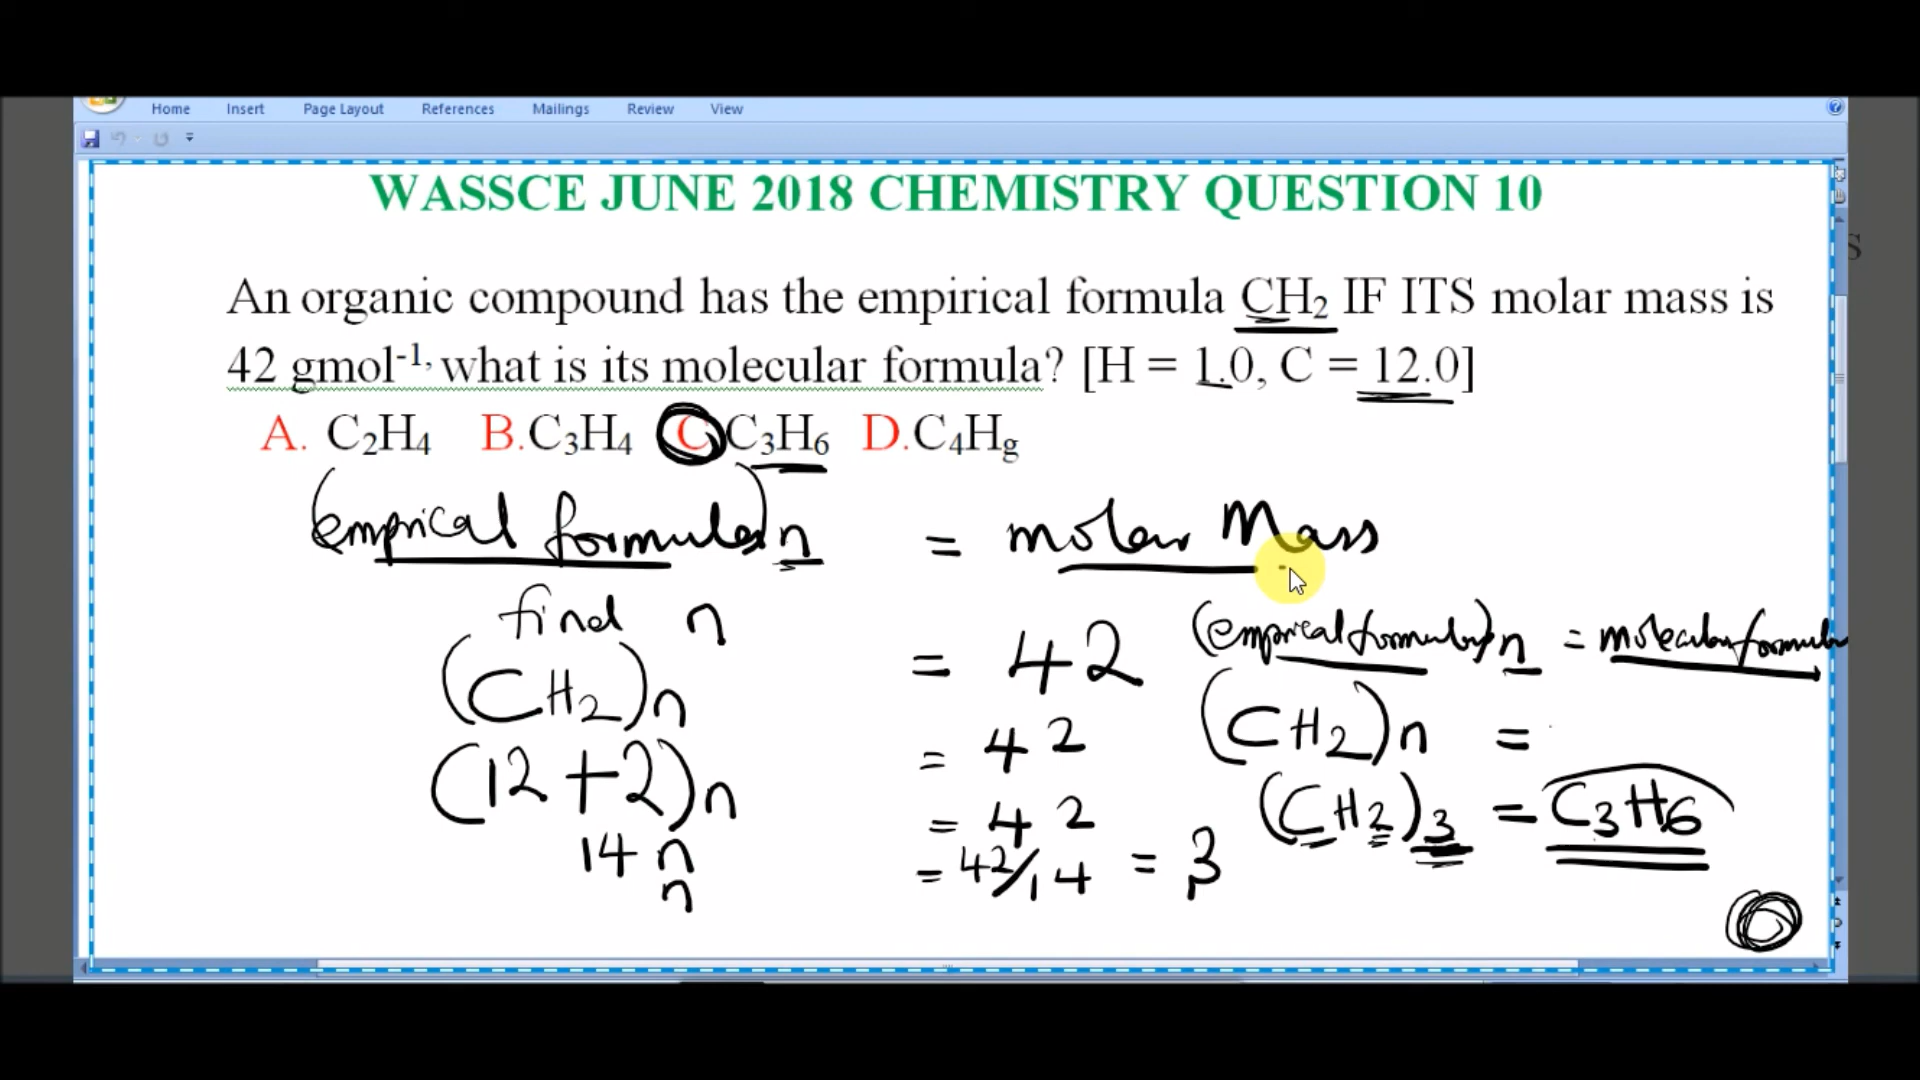 Home Insert Page Layout References Mailings Review View
WASSCE JUNE 2018 CHEMISTRY QUESTION 10
An organic compound has the empirical formula CH₂ IF ITS molar mass is
42 gmol⁻¹, what is its molecular formula? [H = 1.0, C = 12.0]
A. C₂H₄ B.C₃H₄ C C₃H₆ D.C₄Hg
(emprical formula)n = molar Mass
find n
(CH₂)n = 42
(12+2)n = 42
14 n = 42
n = 42/14 = 3
(emprical formula)n = molecular formula
(CH₂)n =
(CH₂)₃ = C₃H₆
S